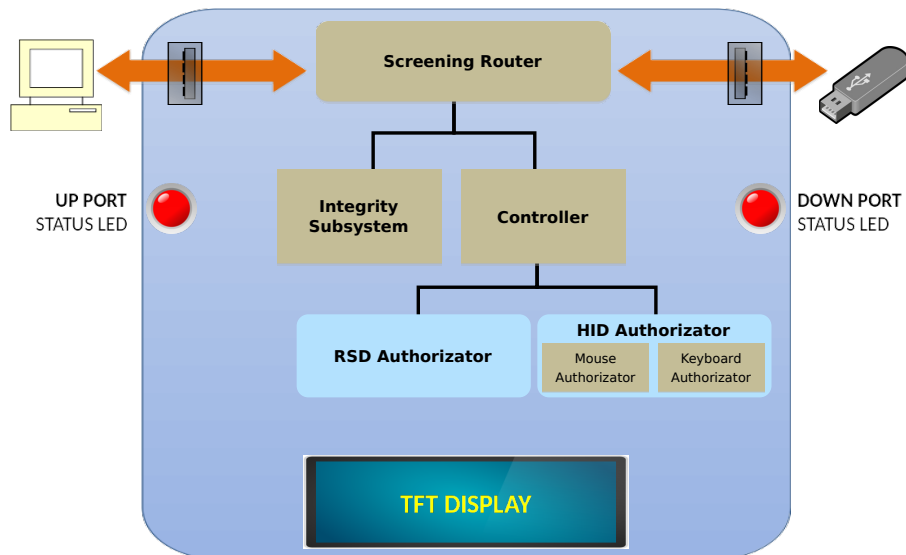 Screening Router
UP PORT
STATUS LED
Integrity
Subsystem
Controller
DOWN PORT
STATUS LED
RSD Authorizator
HID Authorizator
Mouse
Authorizator
Keyboard
Authorizator
TFT DISPLAY